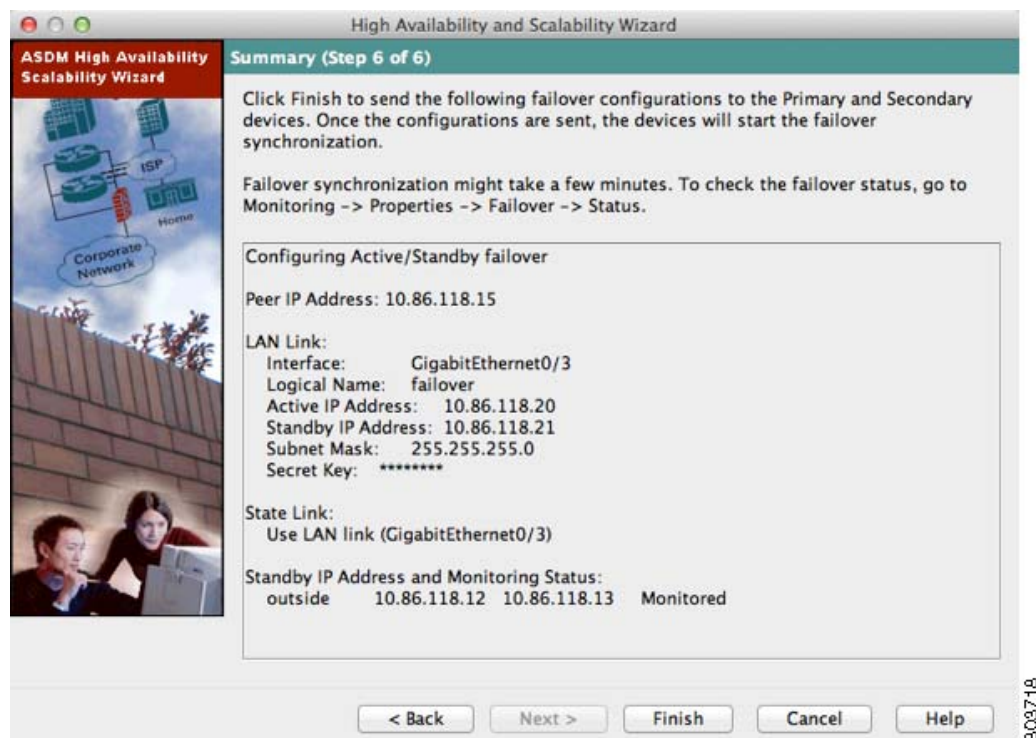 High Availability and Scalability Wizard
ASDM High Availability
Scalability Wizard
Summary (Step 6 of 6)
Click Finish to send the following failover configurations to the Primary and Secondary
devices. Once the configurations are sent, the devices will start the failover
synchronization.
Failover synchronization might take a few minutes. To check the failover status, go to
Monitoring -> Properties -> Failover -> Status.
ISP
Home
Corporate
Network
Configuring Active/Standby failover
Peer IP Address: 10.86.118.15
LAN Link:
Interface: GigabitEthernet0/3
Logical Name: failover
Active IP Address: 10.86.118.20
Standby IP Address: 10.86.118.21
Subnet Mask: 255.255.255.0
Secret Key: ********
State Link:
Use LAN link (GigabitEthernet0/3)
Standby IP Address and Monitoring Status:
outside 10.86.118.12 10.86.118.13 Monitored
< Back Next > Finish Cancel Help